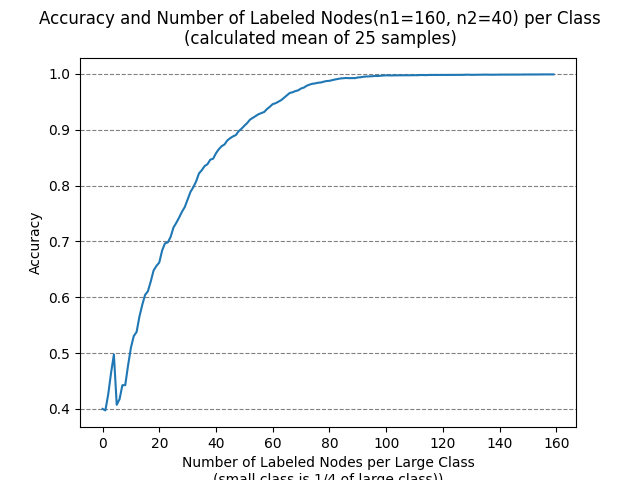 Accuracy and Number of Labeled Nodes(n1=160, n2=40) per Class
(calculated mean of 25 samples)
1.0
0.9
0.8
0.7
0.6
0.5
0.4
Accuracy
0 20 40 60 80 100 120 140 160
Number of Labeled Nodes per Large Class
(small class is 1/4 of large class))